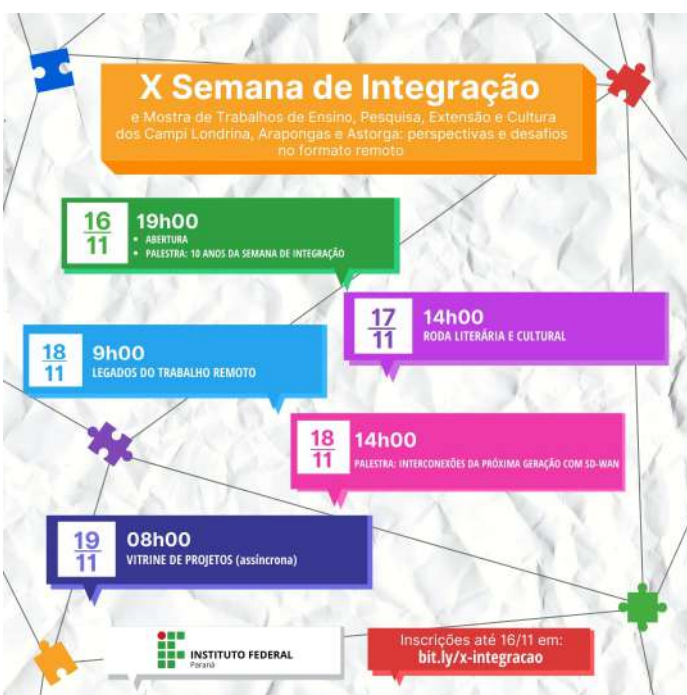 X Semana de Integração
e Mostra de Trabalhos de Ensino, Pesquisa, Extensão e Cultura
dos Campi Londrina, Arapongas e Astorga: perspectivas e desafios
no formato remoto
16
11
19h00
• ABERTURA
• PALESTRA: 10 ANOS DA SEMANA DE INTEGRAÇÃO
17
11
14h00
RODA LITERÁRIA E CULTURAL
18
11
9h00
LEGADOS DO TRABALHO REMOTO
18
11
14h00
PALESTRA: INTERCONEXÕES DA PRÓXIMA GERAÇÃO COM SD-WAN
19
11
08h00
VITRINE DE PROJETOS (assíncrona)
INSTITUTO FEDERAL
Paraná
Inscrições até 16/11 em:
bit.ly/x-integracao